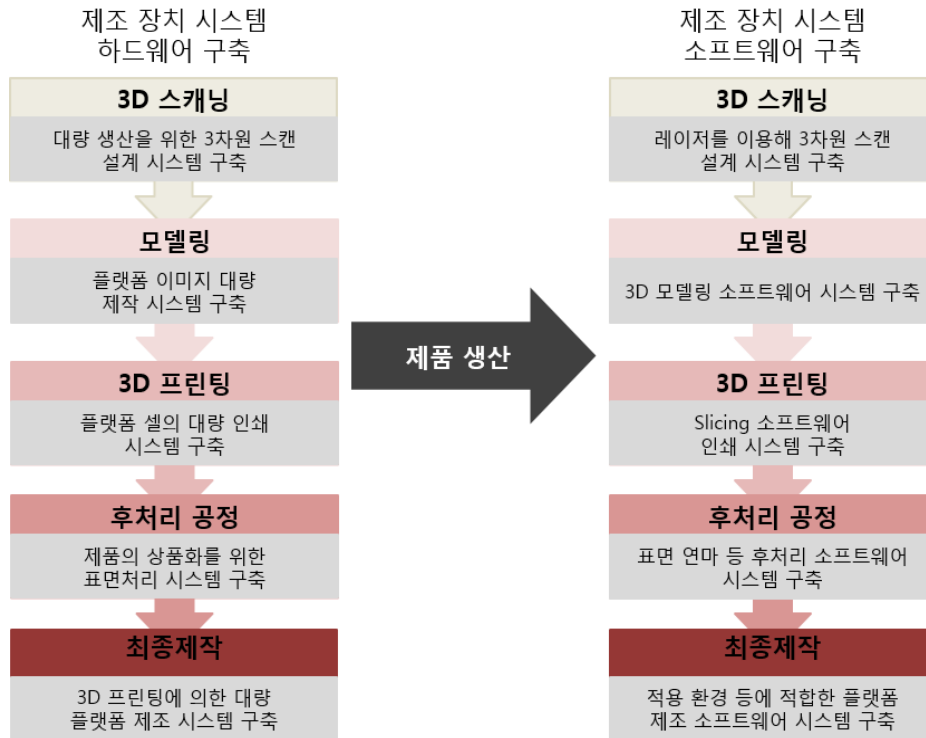 제조 장치 시스템
하드웨어 구축
3D 스캐닝
대량 생산을 위한 3차원 스캔
설계 시스템 구축
모델링
플랫폼 이미지 대량
제작 시스템 구축
3D 프린팅
플랫폼 셀의 대량 인쇄
시스템 구축
후처리 공정
제품의 상품화를 위한
표면처리 시스템 구축
최종제작
3D 프린팅에 의한 대량
플랫폼 제조 시스템 구축
제품 생산
제조 장치 시스템
소프트웨어 구축
3D 스캐닝
레이저를 이용해 3차원 스캔
설계 시스템 구축
모델링
3D 모델링 소프트웨어 시스템 구축
3D 프린팅
Slicing 소프트웨어
인쇄 시스템 구축
후처리 공정
표면 연마 등 후처리 소프트웨어
시스템 구축
최종제작
적용 환경 등에 적합한 플랫폼
제조 소프트웨어 시스템 구축